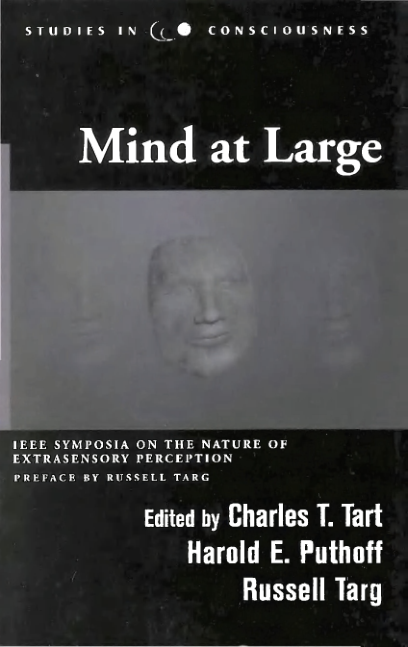 STUDIES IN CONSCIOUSNESS
Mind at Large
IEEE SYMPOSIA ON THE NATURE OF
EXTRASENSORY PERCEPTION
PREFACE BY RUSSELL TARG
Edited by Charles T. Tart
Harold E. Puthoff
Russell Targ